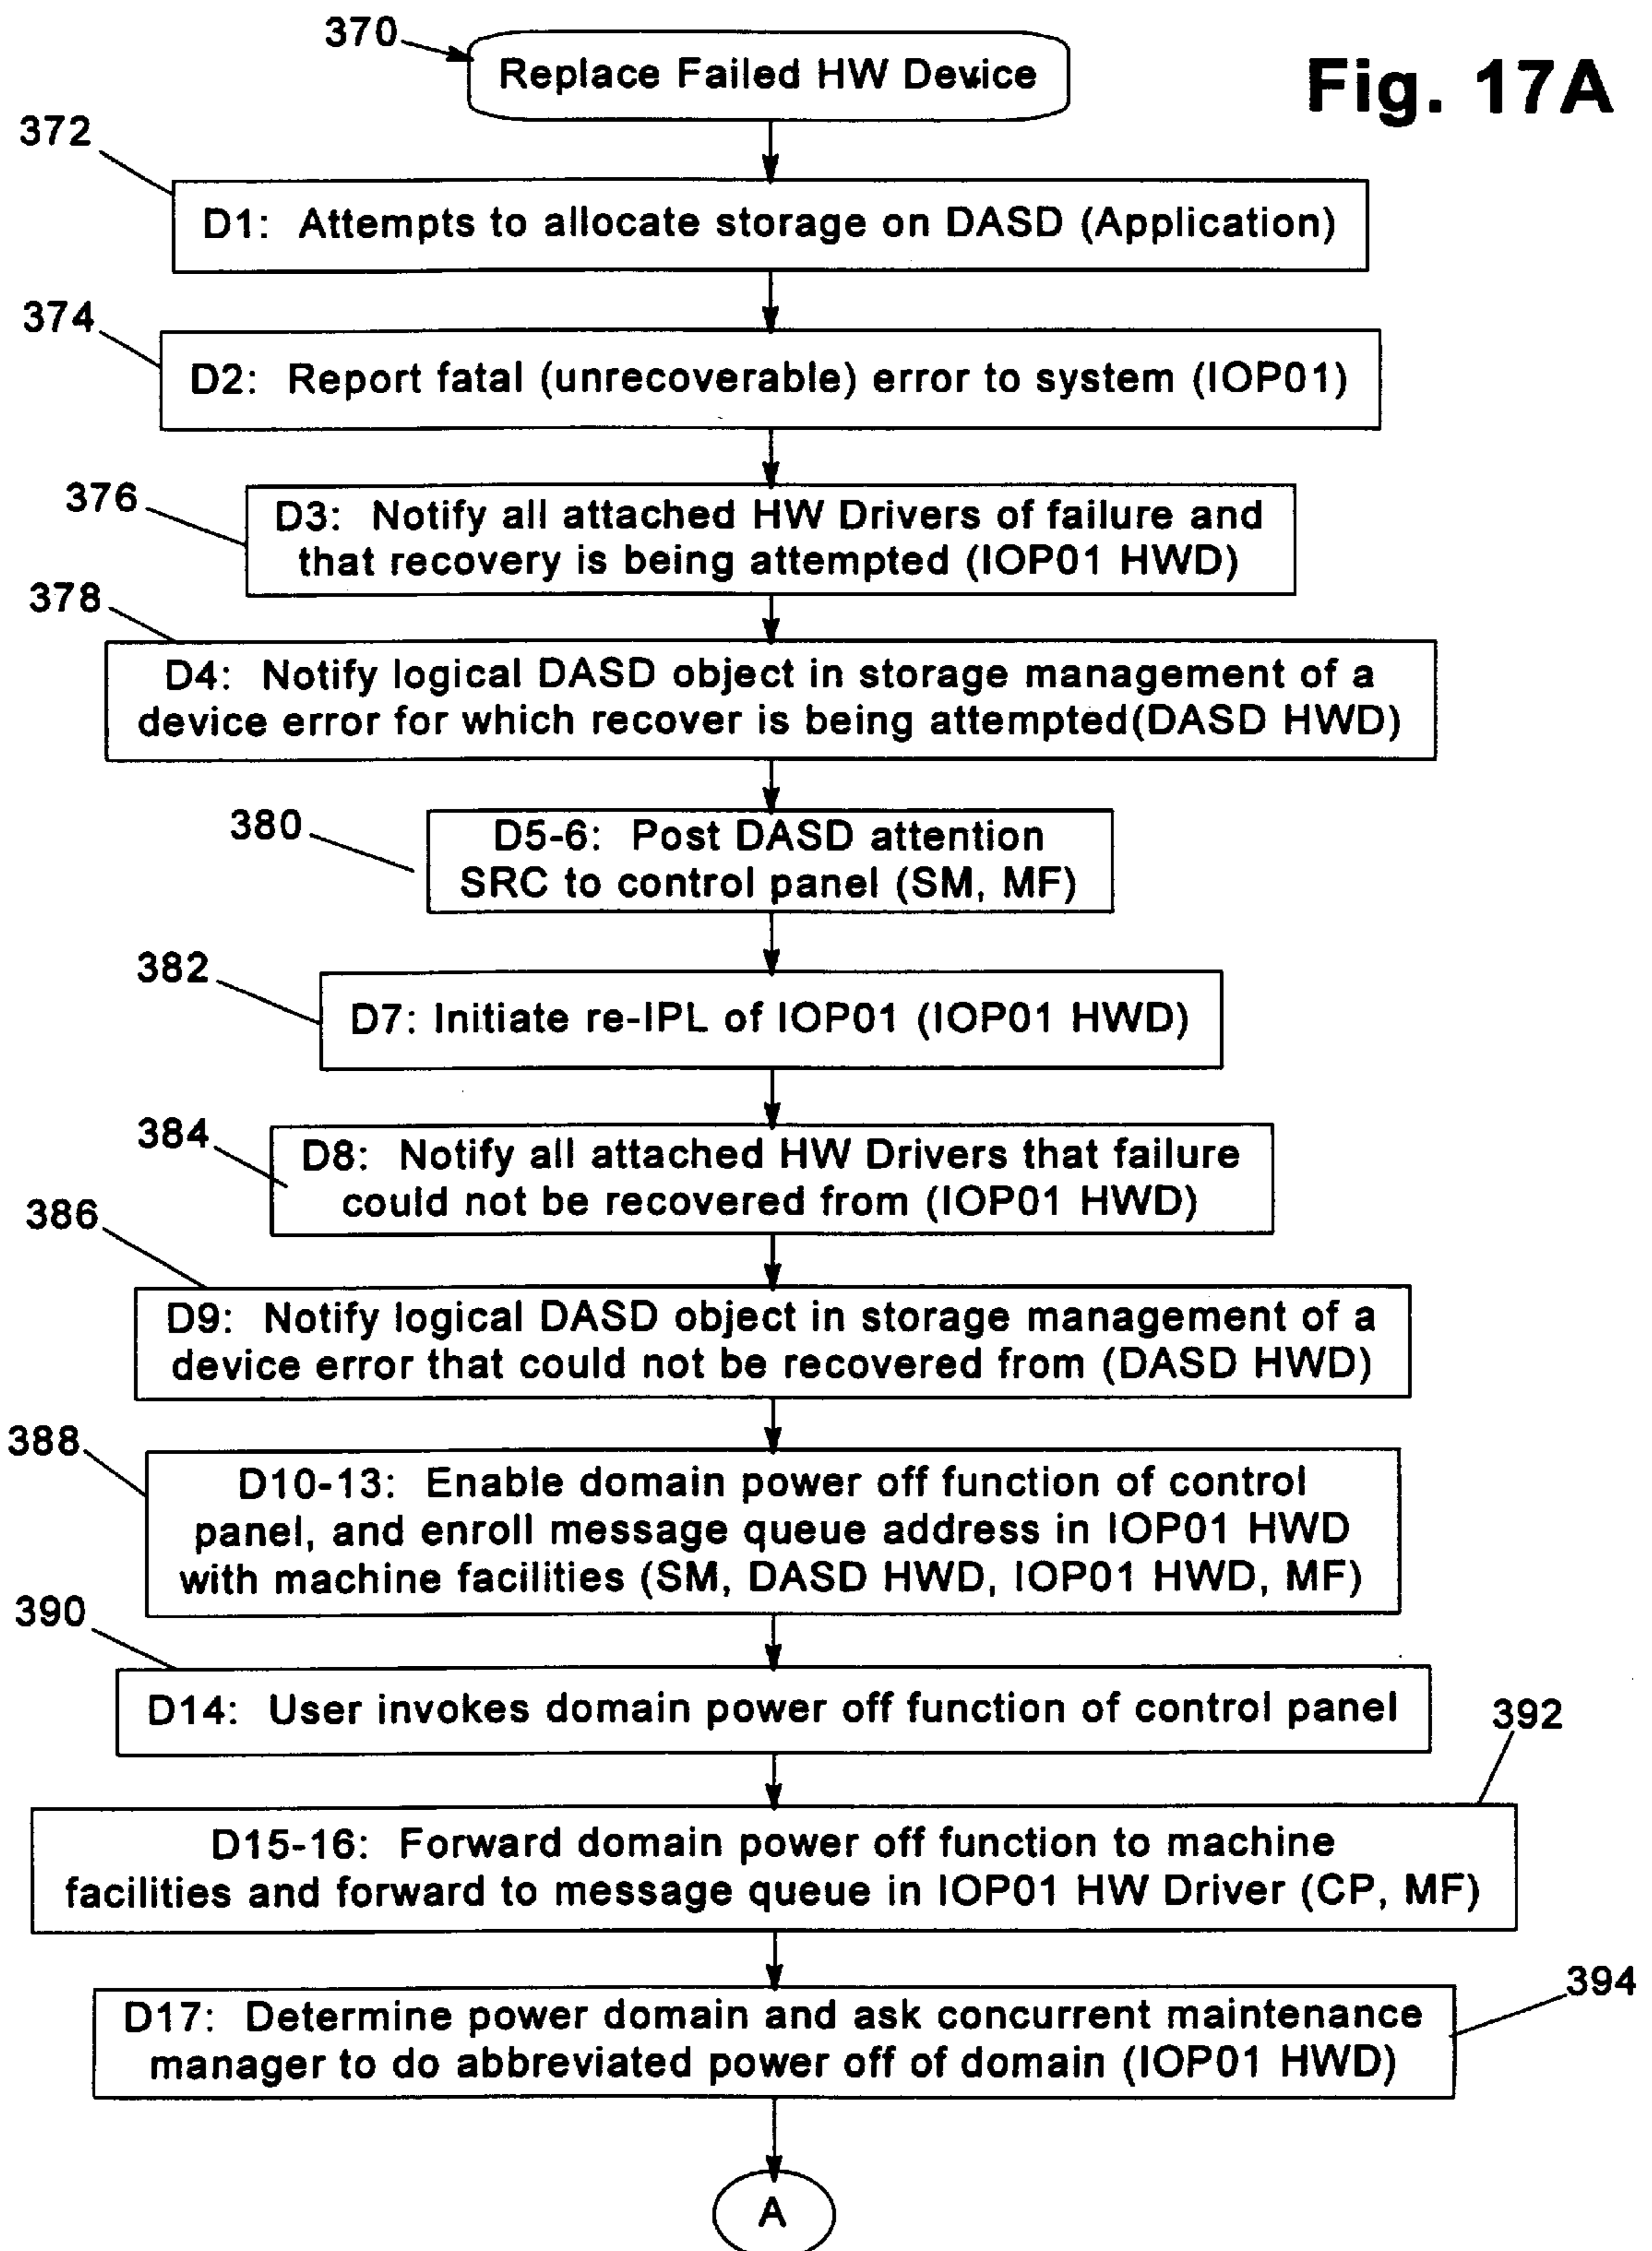 370
Replace Failed HW Device
Fig. 17A
372
D1: Attempts to allocate storage on DASD (Application)
374
D2: Report fatal (unrecoverable) error to system (IOP01)
376
D3: Notify all attached HW Drivers of failure and
that recovery is being attempted (IOP01 HWD)
378
D4: Notify logical DASD object in storage management of a
device error for which recover is being attempted(DASD HWD)
380
D5-6: Post DASD attention
SRC to control panel (SM, MF)
382
D7: Initiate re-IPL of IOP01 (IOP01 HWD)
384
D8: Notify all attached HW Drivers that failure
could not be recovered from (IOP01 HWD)
386
D9: Notify logical DASD object in storage management of a
device error that could not be recovered from (DASD HWD)
388
D10-13: Enable domain power off function of control
panel, and enroll message queue address in IOP01 HWD
with machine facilities (SM, DASD HWD, IOP01 HWD, MF)
390
D14: User invokes domain power off function of control panel
392
D15-16: Forward domain power off function to machine
facilities and forward to message queue in IOP01 HW Driver (CP, MF)
394
D17: Determine power domain and ask concurrent maintenance
manager to do abbreviated power off of domain (IOP01 HWD)
A